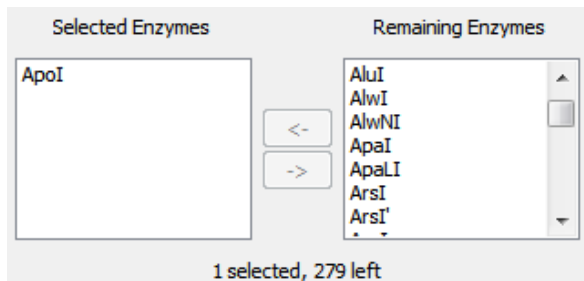 Selected Enzymes
Remaining Enzymes
ApoI
<-
->
AluI
AlwI
AlwNI
ApaI
ApaLI
ArsI
ArsI'
1 selected, 279 left